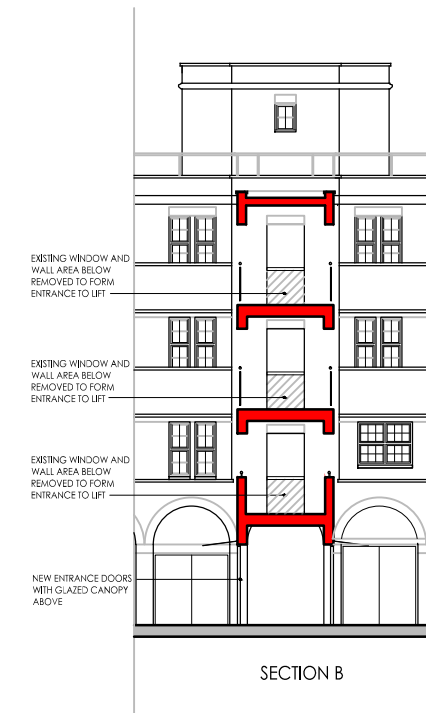 EXISTING WINDOW AND
WALL AREA BELOW
REMOVED TO FORM
ENTRANCE TO LIFT
EXISTING WINDOW AND
WALL AREA BELOW
REMOVED TO FORM
ENTRANCE TO LIFT
EXISTING WINDOW AND
WALL AREA BELOW
REMOVED TO FORM
ENTRANCE TO LIFT
NEW ENTRANCE DOORS
WITH GLAZED CANOPY
ABOVE
SECTION B